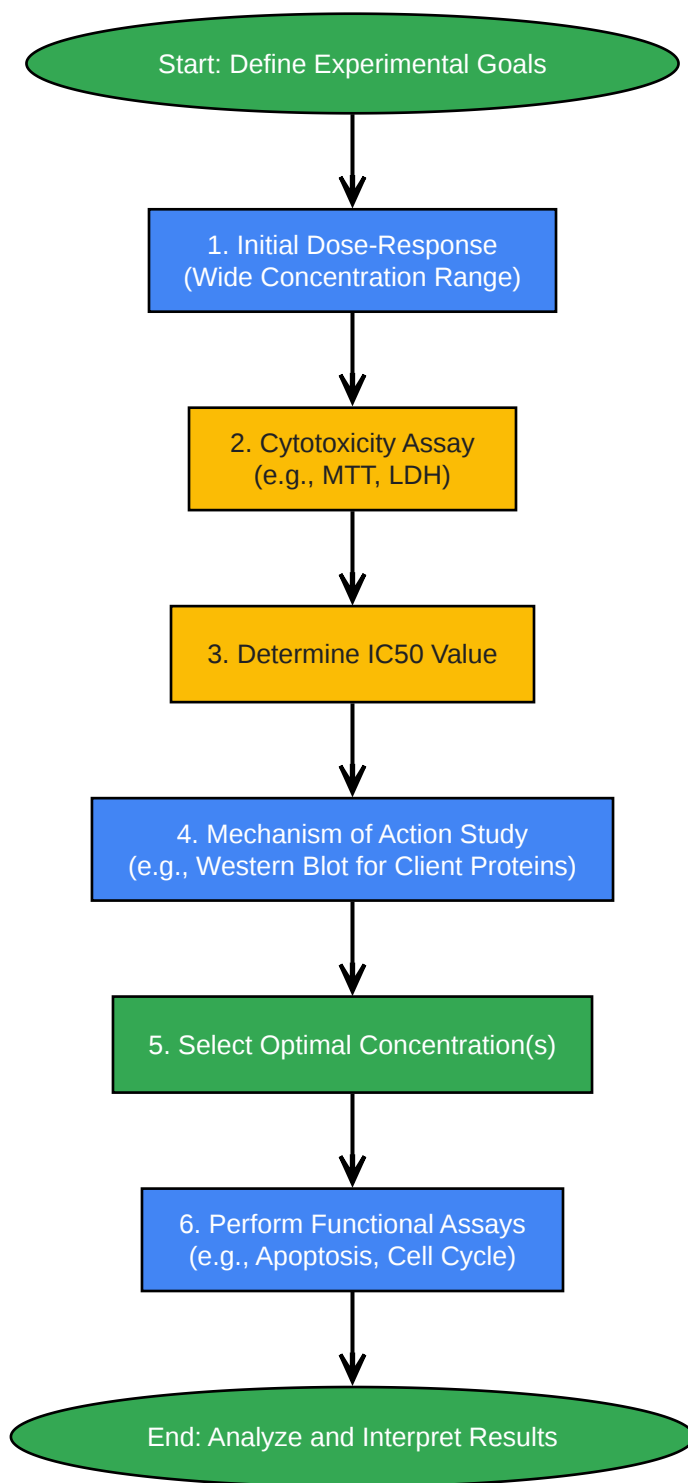 Start: Define Experimental Goals
1. Initial Dose-Response
(Wide Concentration Range)
2. Cytotoxicity Assay
(e.g., MTT, LDH)
3. Determine IC50 Value
4. Mechanism of Action Study
(e.g., Western Blot for Client Proteins)
5. Select Optimal Concentration(s)
6. Perform Functional Assays
(e.g., Apoptosis, Cell Cycle)
End: Analyze and Interpret Results